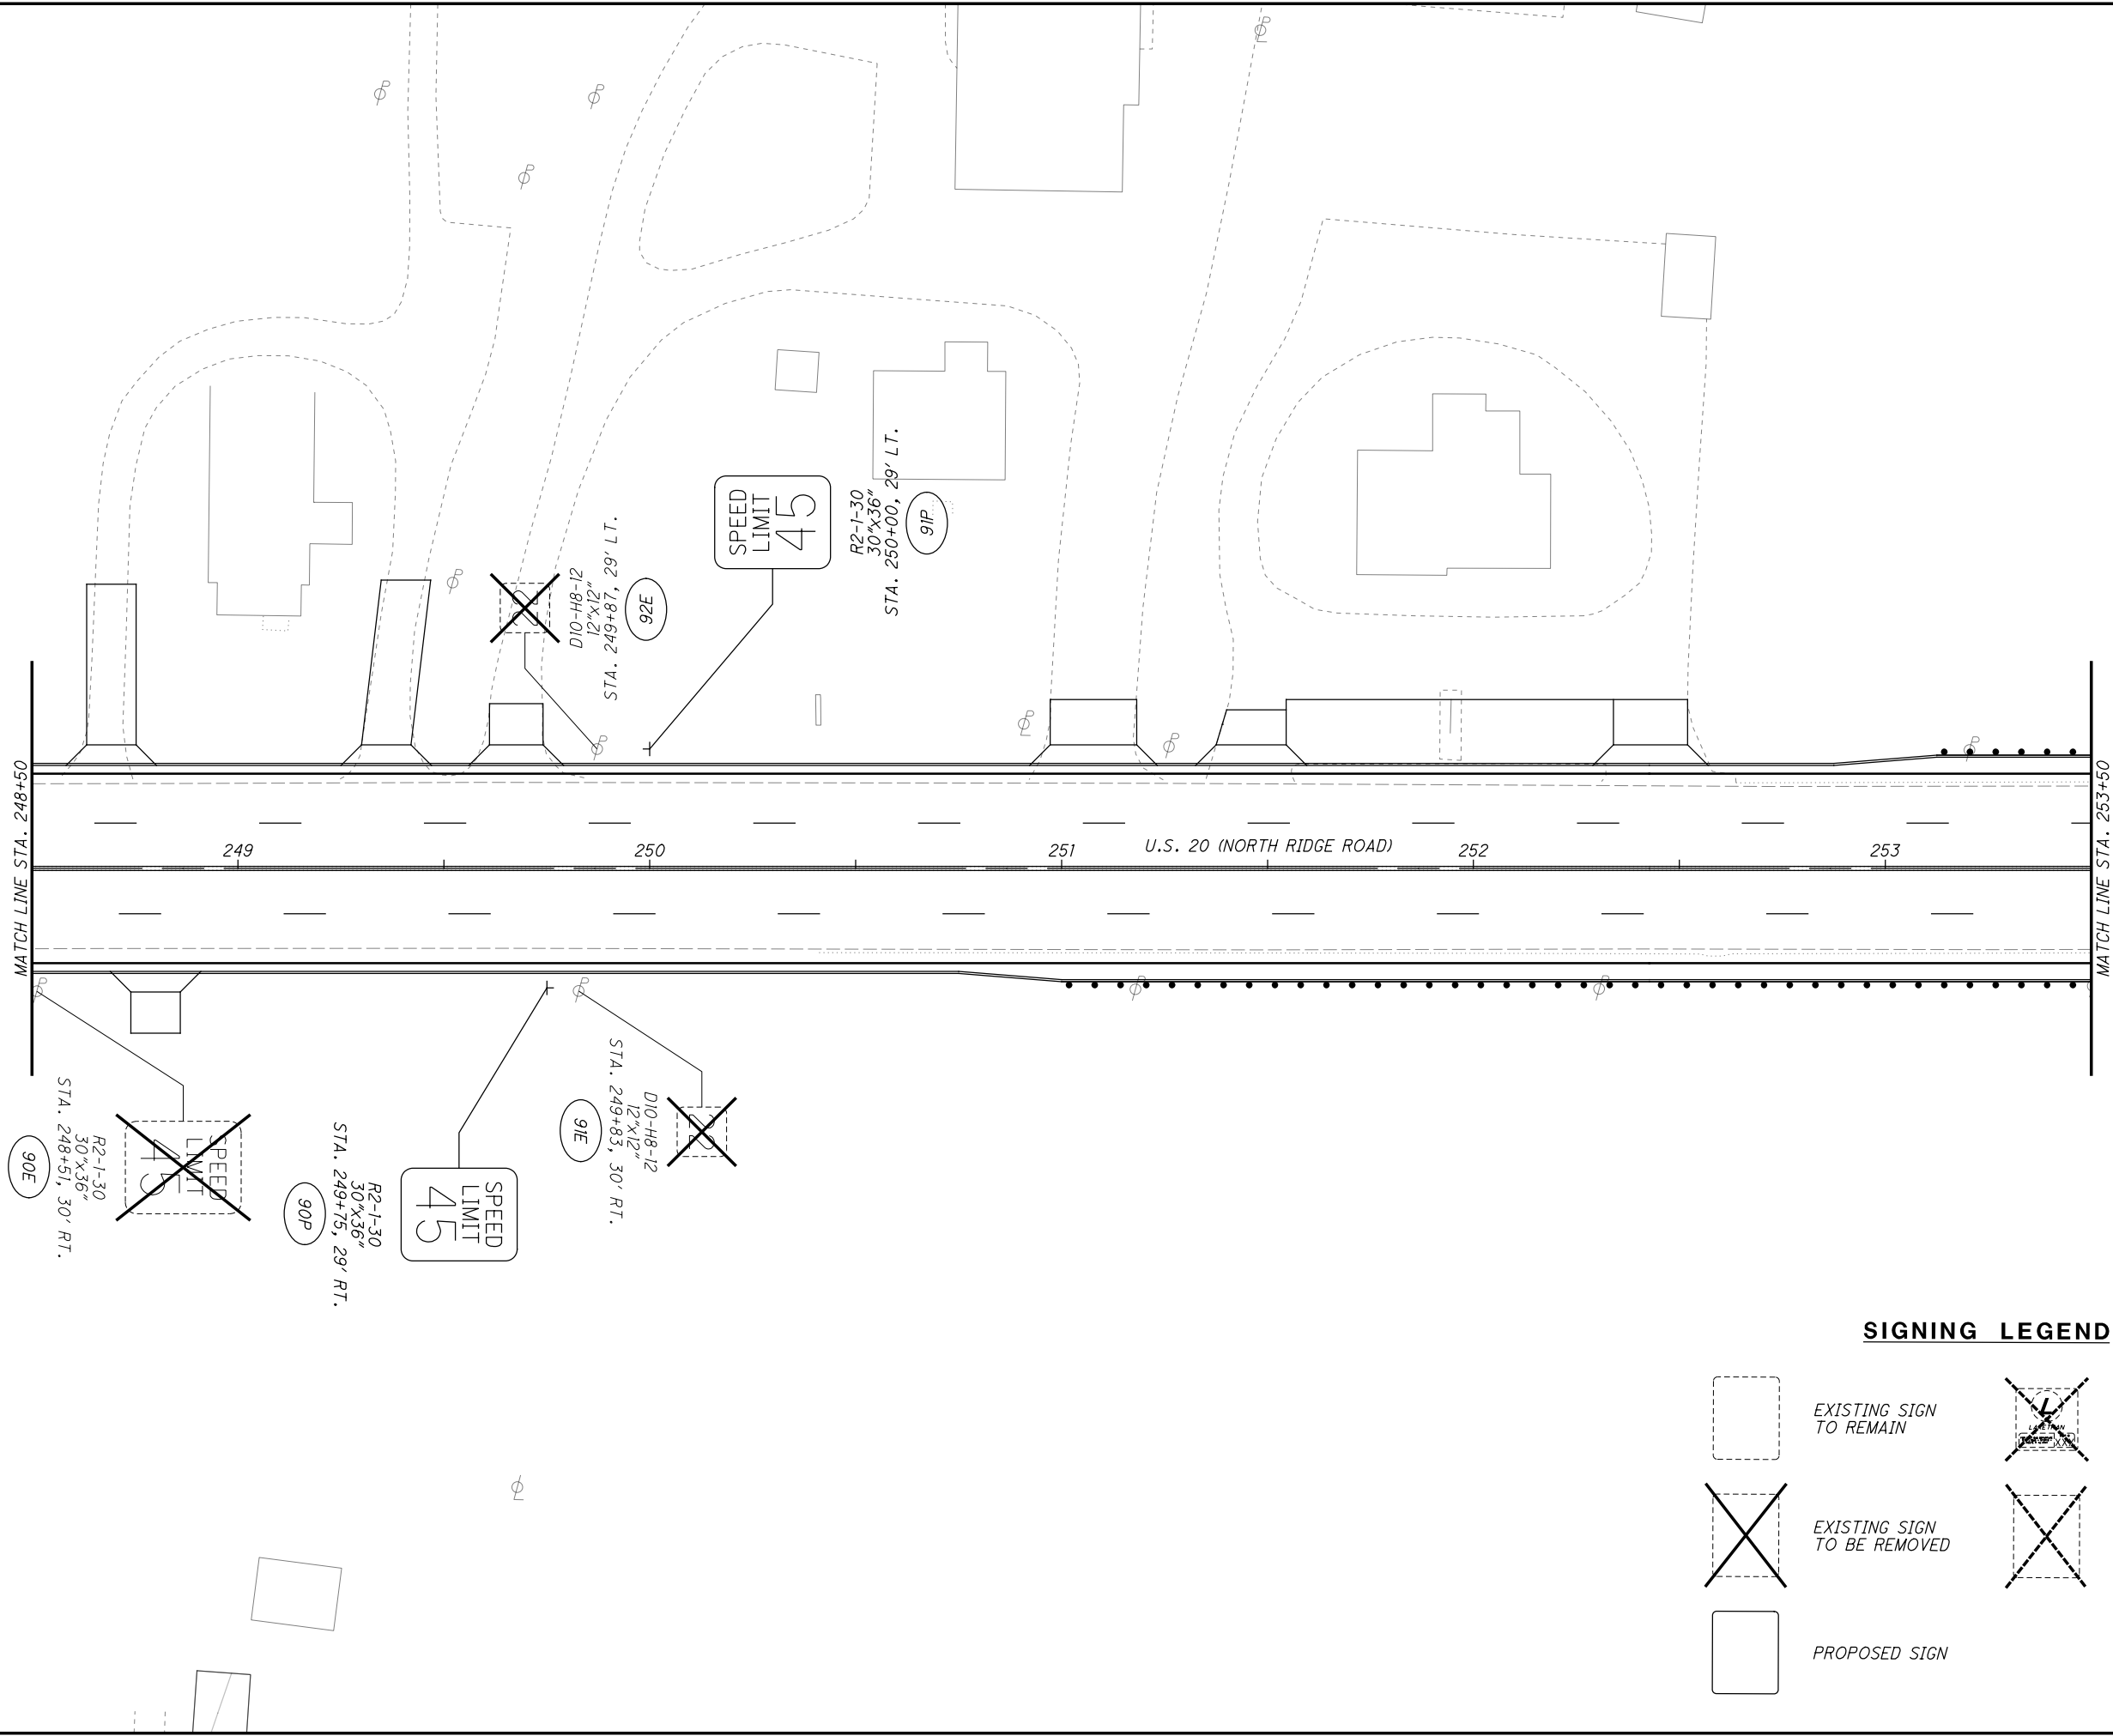 SPEED
LIMIT
45
R2-1-30
30"x36"
STA. 250+00, 29' LT.
91P
D10-H8-12
12"x12"
STA. 249+87, 29' LT.
92E
MATCH LINE STA. 248+50
249
250
251
U.S. 20 (NORTH RIDGE ROAD)
252
253
MATCH LINE STA. 253+50
SPEED
LIMIT
45
R2-1-30
30"x36"
STA. 248+51, 30' RT.
90E
SPEED
LIMIT
45
R2-1-30
30"x36"
STA. 249+75, 29' RT.
90P
D10-H8-12
12"x12"
STA. 249+83, 30' RT.
91E
SIGNING LEGEND
EXISTING SIGN
TO REMAIN
EXISTING SIGN
TO BE REMOVED
PROPOSED SIGN
P
P
P
P
P
P
P
P
P
P
P
P
P